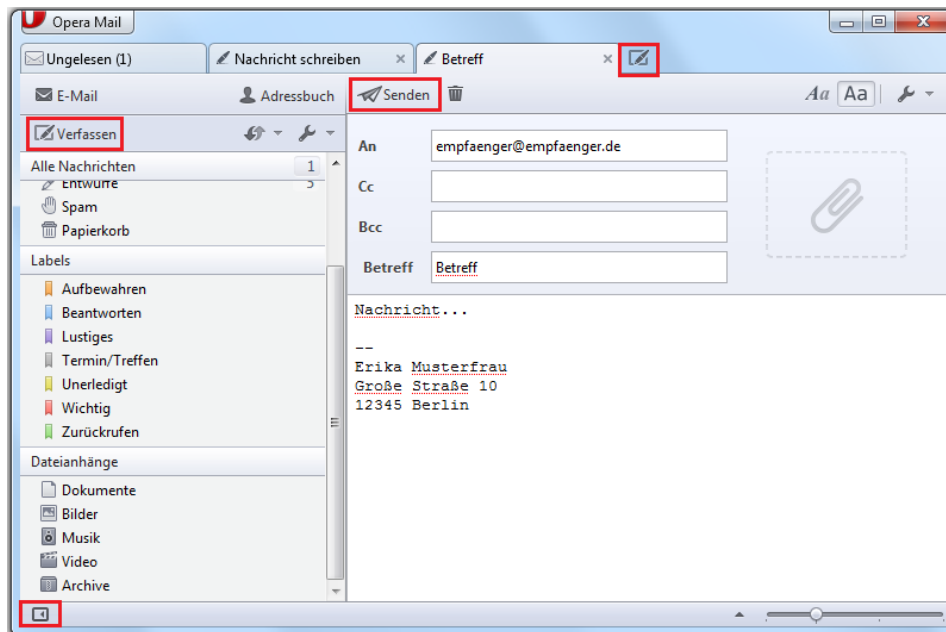 Opera Mail
Ungelesen (1)
Nachricht schreiben
Betreff
E-Mail
Adressbuch
Senden
Aa Aa
Verfassen
An empfaenger@empfaenger.de
Alle Nachrichten 1
Entwürfe 5
Cc
Spam
Papierkorb
Bcc
Labels
Betreff Betreff
Aufbewahren
Beantworten
Lustiges
Termin/Treffen
Unerledigt
Wichtig
Zurückrufen
Dateianhänge
Dokumente
Bilder
Musik
Video
Archive
Nachricht...
--
Erika Musterfrau
Große Straße 10
12345 Berlin